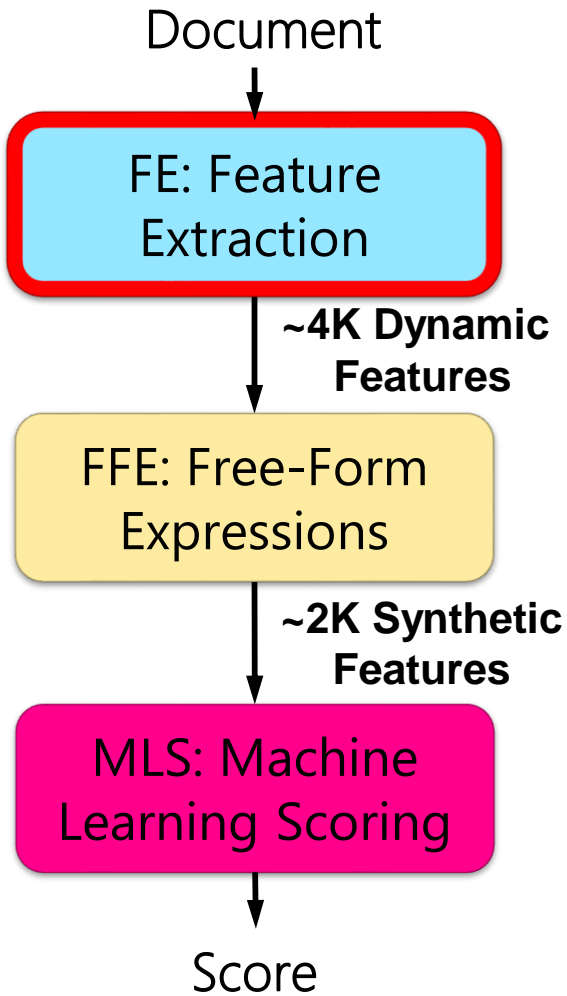 Document
FE: Feature
Extraction
~4K Dynamic
Features
FFE: Free-Form
Expressions
~2K Synthetic
Features
MLS: Machine
Learning Scoring
Score